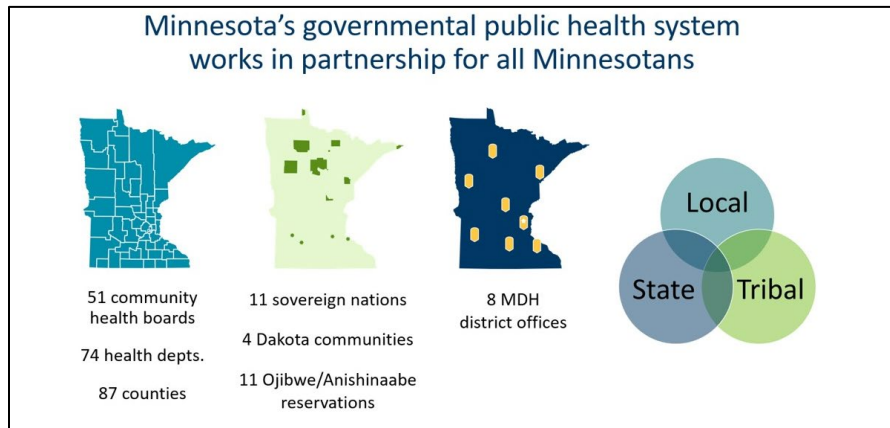 Minnesota’s governmental public health system
works in partnership for all Minnesotans
51 community
health boards
74 health depts.
87 counties
11 sovereign nations
4 Dakota communities
11 Ojibwe/Anishinaabe
reservations
8 MDH
district offices
Local
State
Tribal